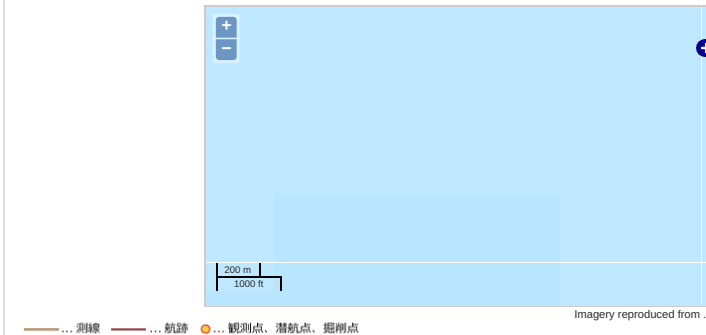 +
−
200 m
1000 ft
Imagery reproduced from .
... 測線 ... 航跡 ... 観測点、潜航点、掘削点